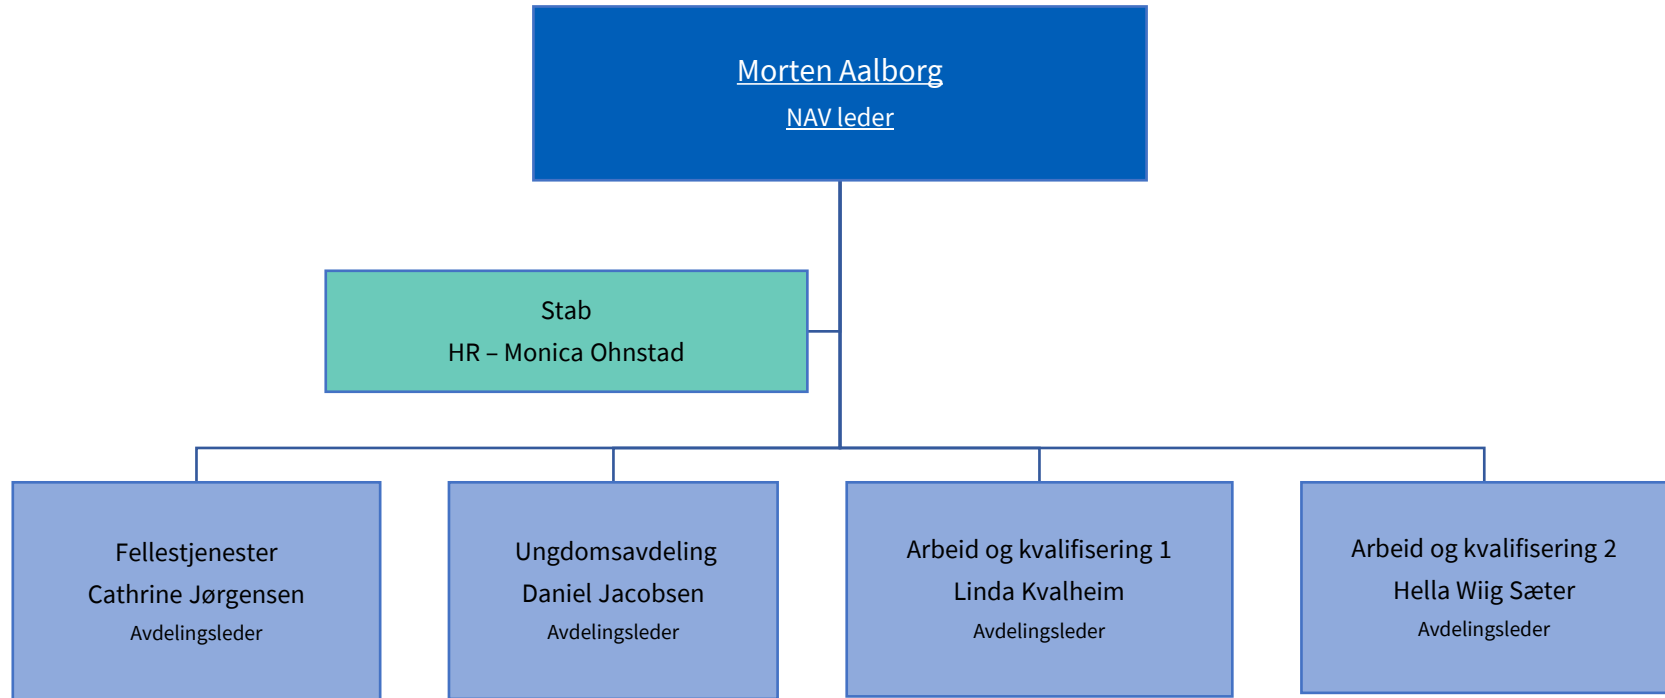 Morten Aalborg
NAV leder
Stab
HR – Monica Ohnstad
Fellestjenester
Cathrine Jørgensen
Avdelingsleder
Ungdomsavdeling
Daniel Jacobsen
Avdelingsleder
Arbeid og kvalifisering 1
Linda Kvalheim
Avdelingsleder
Arbeid og kvalifisering 2
Hella Wiig Sæter
Avdelingsleder